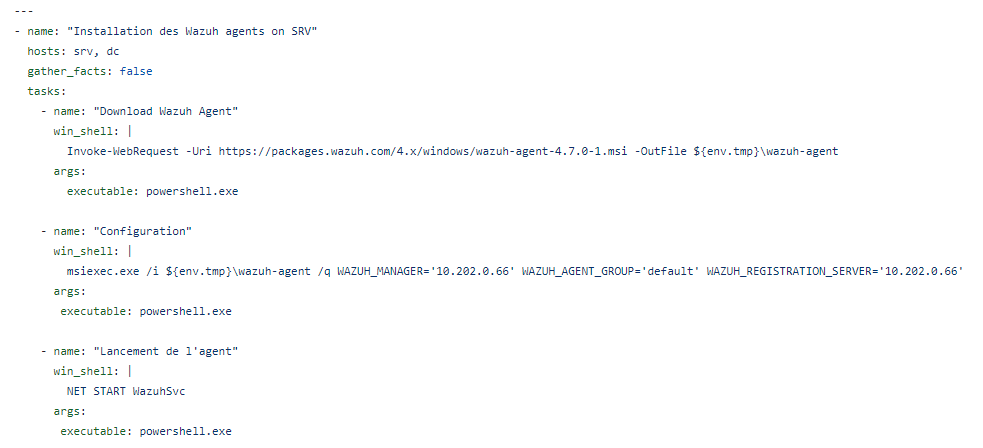 ---
- name: "Installation des Wazuh agents on SRV"
  hosts: srv, dc
  gather_facts: false
  tasks:
    - name: "Download Wazuh Agent"
      win_shell: |
        Invoke-WebRequest -Uri https://packages.wazuh.com/4.x/windows/wazuh-agent-4.7.0-1.msi -OutFile ${env.tmp}\wazuh-agent
      args:
        executable: powershell.exe

    - name: "Configuration"
      win_shell: |
        msiexec.exe /i ${env.tmp}\wazuh-agent /q WAZUH_MANAGER='10.202.0.66' WAZUH_AGENT_GROUP='default' WAZUH_REGISTRATION_SERVER='10.202.0.66'
      args:
       executable: powershell.exe

    - name: "Lancement de l'agent"
      win_shell: |
        NET START WazuhSvc
      args:
       executable: powershell.exe